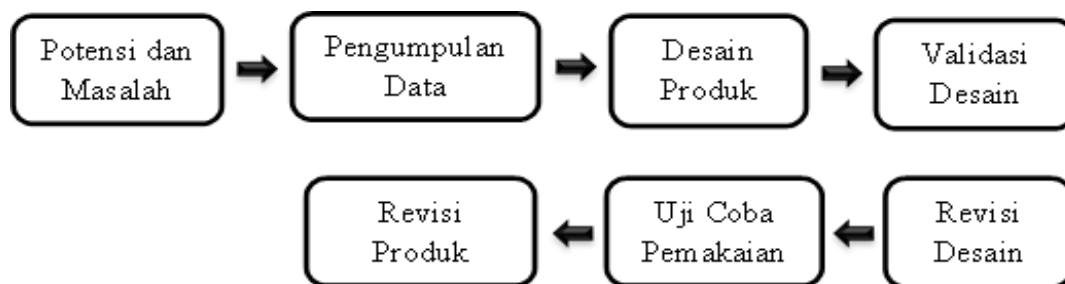 Potensi dan
Masalah
Pengumpulan
Data
Desain
Produk
Validasi
Desain
Revisi
Produk
Uji Coba
Pemakaian
Revisi
Desain